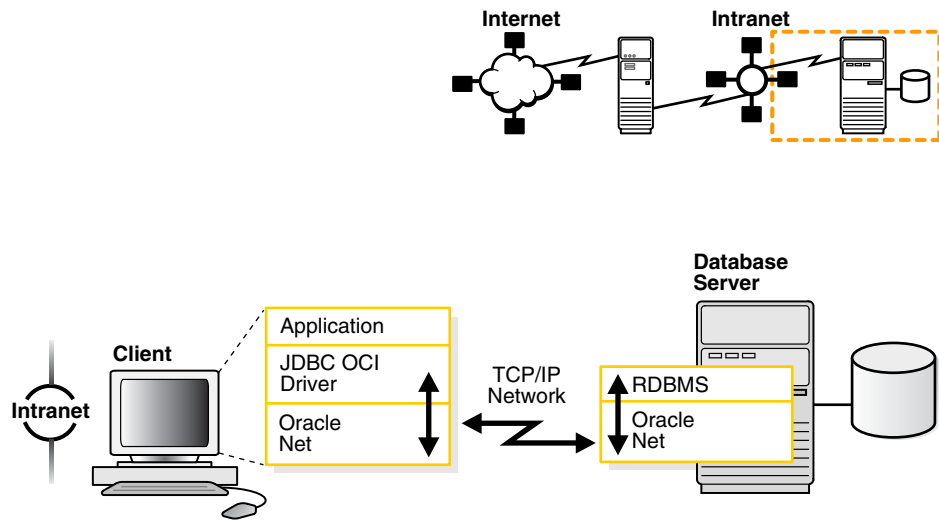 Internet
Intranet
Database
Server
Client
Intranet
Application
JDBC OCI
Driver
Oracle
Net
TCP/IP
Network
RDBMS
Oracle
Net